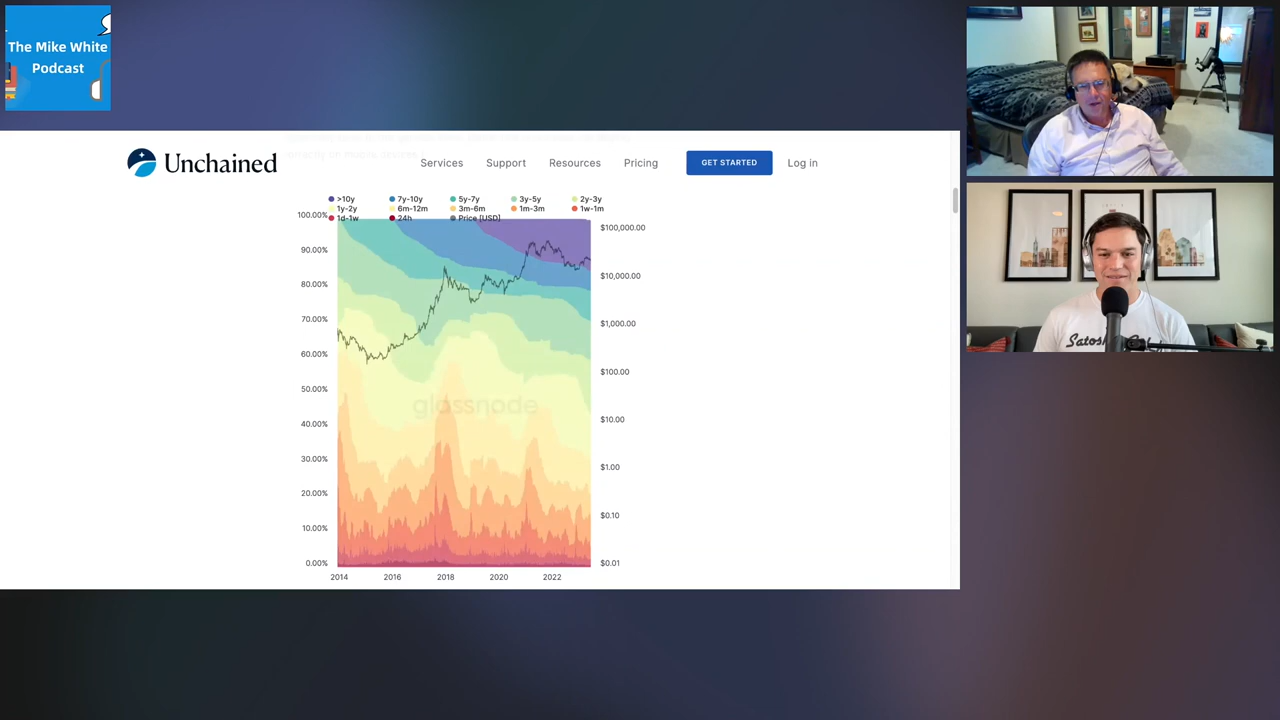 The Mike White
Podcast
Unchained
Services
Support
Resources
Pricing
GET STARTED
Log in
>10y
7y-10y
5y-7y
3y-5y
2y-3y
1y-2y
6m-12m
3m-6m
1m-3m
1w-1m
1d-1w
24h
Price [USD]
100.00%
90.00%
80.00%
70.00%
60.00%
50.00%
40.00%
30.00%
20.00%
10.00%
0.00%
$100,000.00
$10,000.00
$1,000.00
$100.00
$10.00
$1.00
$0.10
$0.01
glassnode
2014
2016
2018
2020
2022